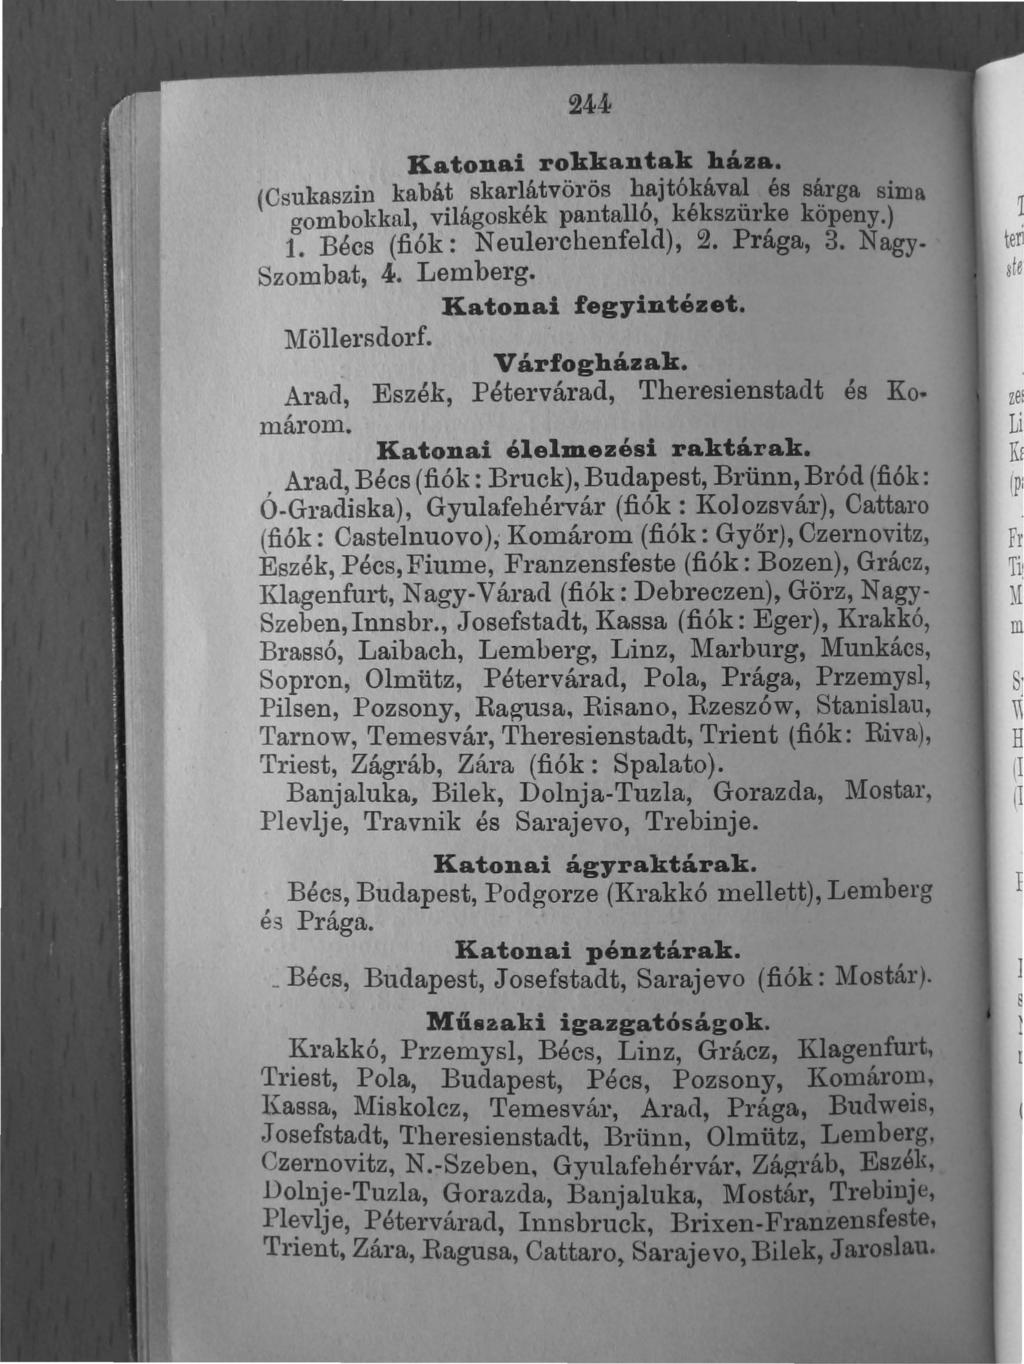 244
Katonai rokkantak háza.
(Csukaszin kabát skarlátvörös hajtókával és sárga sima
gombokkal, világoskék pantalló, kékszürke köpeny.)
1. Bécs (fiók: Neulerchenfeld), 2. Prága, 3. Nagy-
Szombat, 4. Lemberg.
Katonai fegyintézet.
Möllersdorf.
Várfogházak.
Arad, Eszék, Pétervárad, Theresienstadt és Ko-
márom.
Katonai élelmezési raktárak.
Arad, Bécs (fiók: Bruck), Budapest, Brünn, Bród (fiók:
Ó-Gradiska), Gyulafehérvár (fiók: Kolozsvár), Cattaro
(fiók: Castelnuovo), Komárom (fiók: Győr), Czernovitz,
Eszék, Pécs, Fiume, Franzensfeste (fiók: Bozen), Grácz,
Klagenfurt, Nagy-Várad (fiók: Debreczen), Görz, Nagy-
Szeben, Innsbr., Josefstadt, Kassa (fiók: Eger), Krakkó,
Brassó, Laibach, Lemberg, Linz, Marburg, Munkács,
Sopron, Olmütz, Pétervárad, Pola, Prága, Przemysl,
Pilsen, Pozsony, Ragusa, Risano, Rzeszów, Stanislau,
Tarnow, Temesvár, Theresienstadt, Trient (fiók: Riva),
Triest, Zágráb, Zára (fiók: Spalato).
Banjaluka, Bilek, Dolnja-Tuzla, Gorazda, Mostar,
Plevlje, Travnik és Sarajevo, Trebinje.
Katonai ágyraktárak.
Bécs, Budapest, Podgorze (Krakkó mellett), Lemberg
és Prága.
Katonai pénztárak.
Bécs, Budapest, Josefstadt, Sarajevo (fiók: Mostár).
Műszaki igazgatóságok.
Krakkó, Przemysl, Bécs, Linz, Grácz, Klagenfurt,
Triest, Pola, Budapest, Pécs, Pozsony, Komárom,
Kassa, Miskolcz, Temesvár, Arad, Prága, Budweis,
Josefstadt, Theresienstadt, Brünn, Olmütz, Lemberg,
Czernovitz, N.-Szeben, Gyulafehérvár, Zágráb, Eszék,
Dolnje-Tuzla, Gorazda, Banjaluka, Mostár, Trebinje,
Plevlje, Pétervárad, Innsbruck, Brixen-Franzensfeste,
Trient, Zára, Ragusa, Cattaro, Sarajevo, Bilek, Jaroslau.